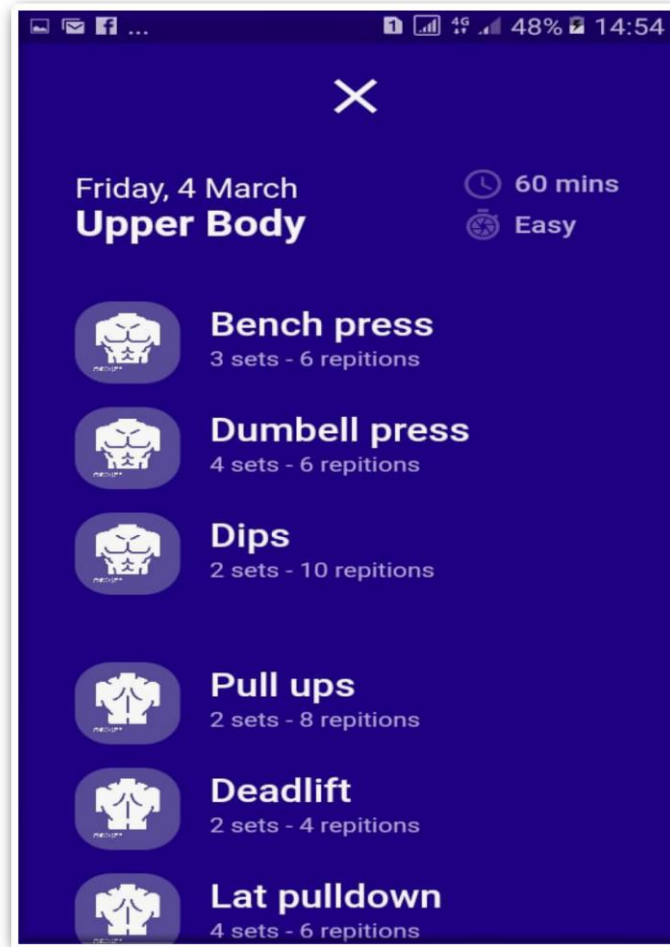 ... 1 4G 48% 14:54
Friday, 4 March
60 mins
Upper Body
Easy
Bench press
3 sets - 6 repitions
Dumbell press
4 sets - 6 repitions
Dips
2 sets - 10 repitions
Pull ups
2 sets - 8 repitions
Deadlift
2 sets - 4 repitions
Lat pulldown
4 sets - 6 repitions